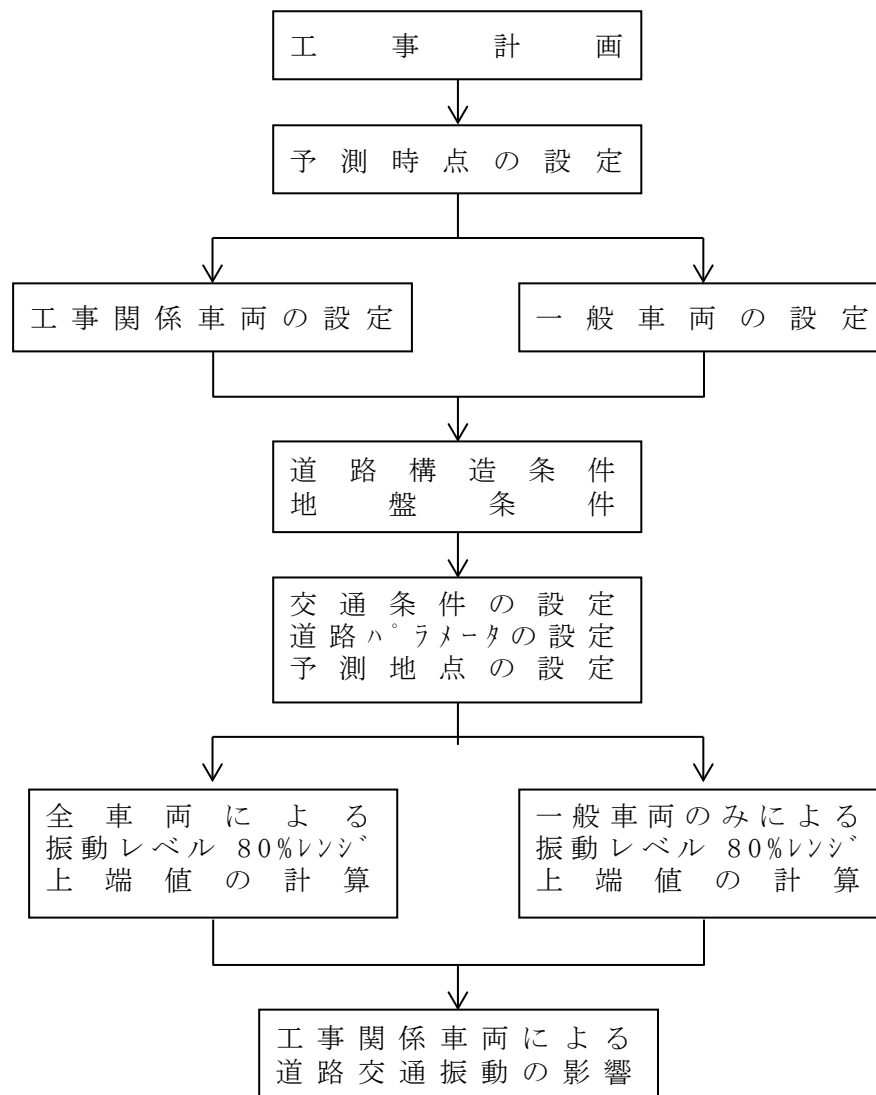 工事計画
予測時点の設定
工事関係車両の設定
一般車両の設定
道路構造条件
地盤条件
交通条件の設定
道路ﾊﾟﾗﾒｰﾀの設定
予測地点の設定
全車両による
振動レベル 80%ﾚﾝｼﾞ
上端値の計算
一般車両のみによる
振動レベル 80%ﾚﾝｼﾞ
上端値の計算
工事関係車両による
道路交通振動の影響